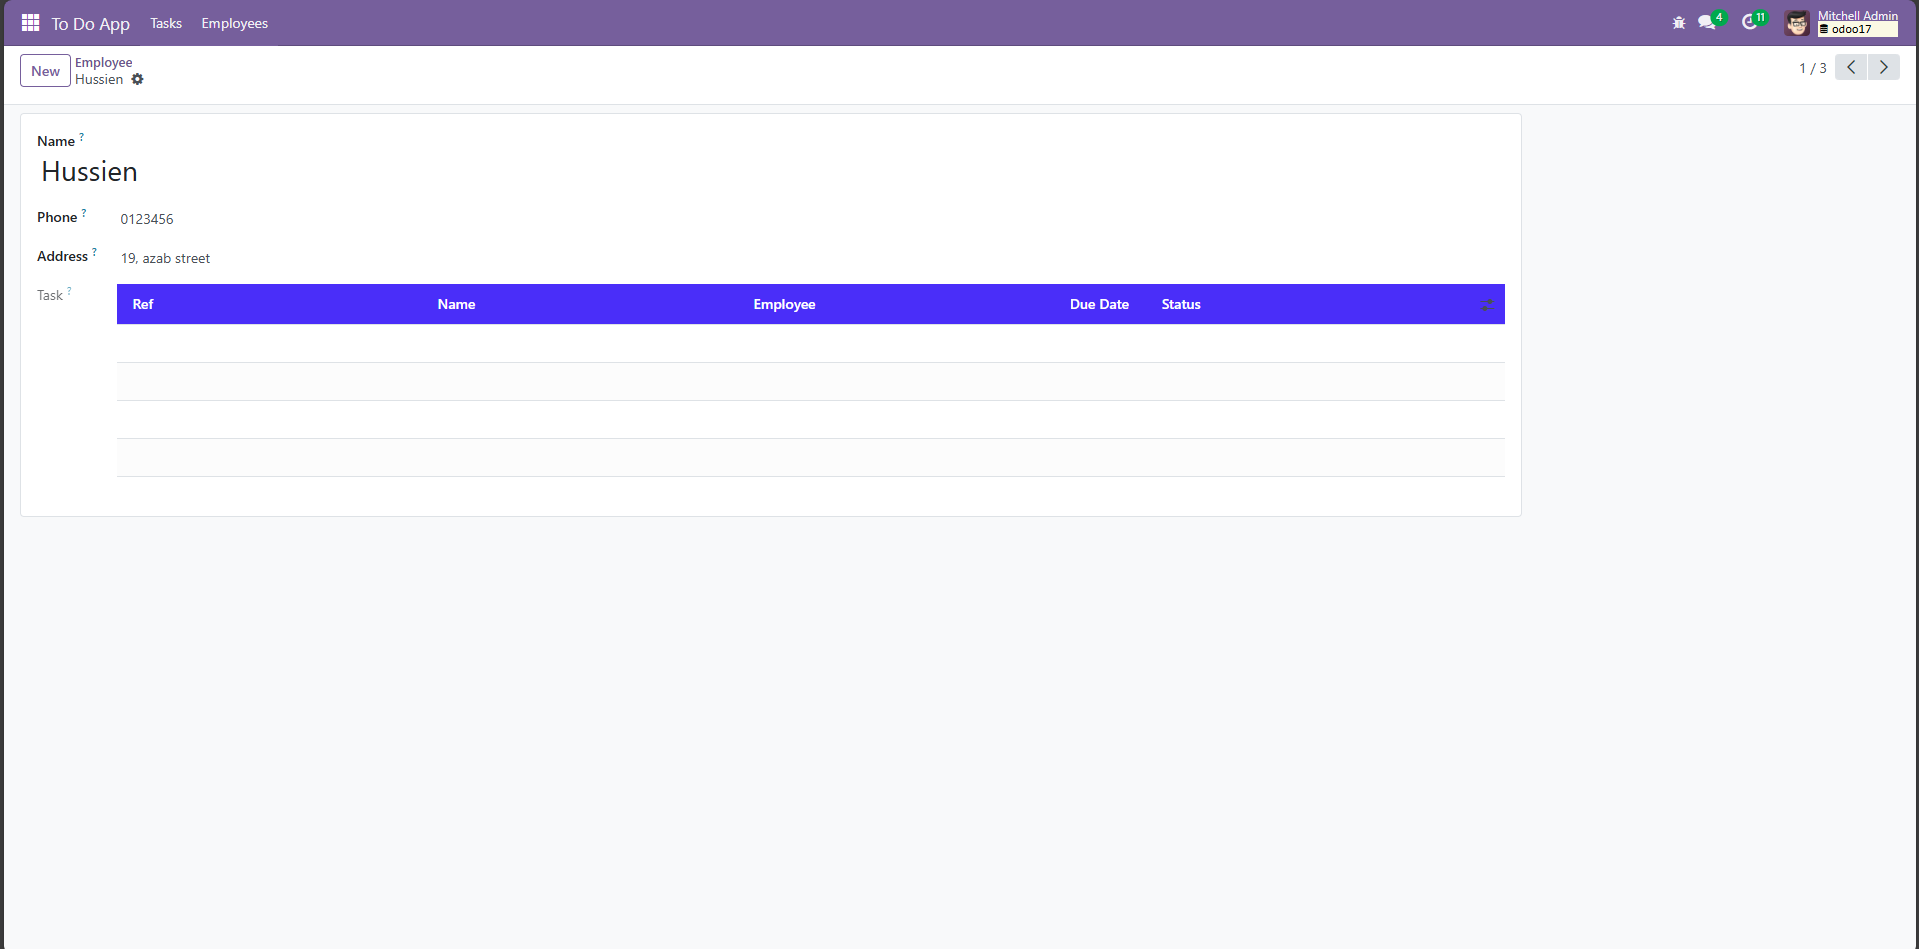 To Do App Tasks Employees 4 11 Mitchell Admin
odoo17
New Employee
Hussien
1 / 3
Name ?
Hussien
Phone ? 0123456
Address ? 19, azab street
Task ? Ref Name Employee Due Date Status